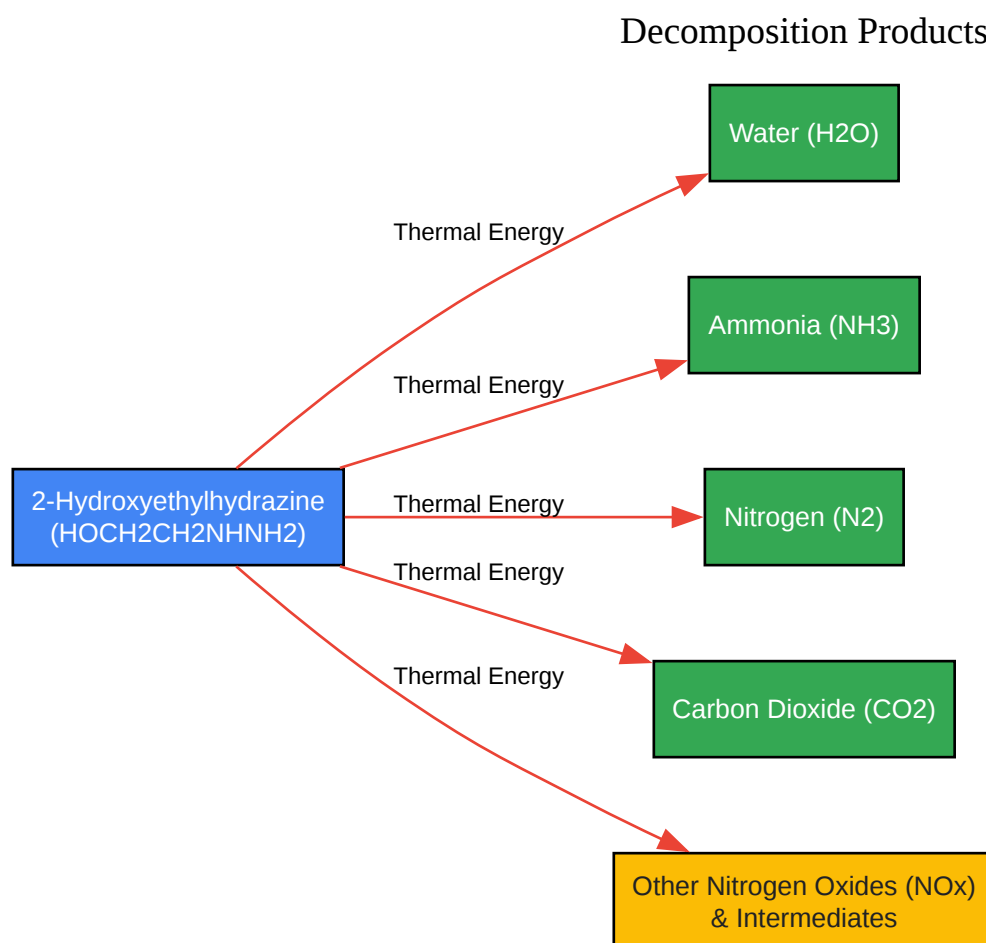 Decomposition Products
Water (H2O)
Thermal Energy
Ammonia (NH3)
Thermal Energy
2-Hydroxyethylhydrazine
(HOCH2CH2NHNH2)
Thermal Energy
Nitrogen (N2)
Thermal Energy
Thermal Energy
Carbon Dioxide (CO2)
Other Nitrogen Oxides (NOx)
& Intermediates